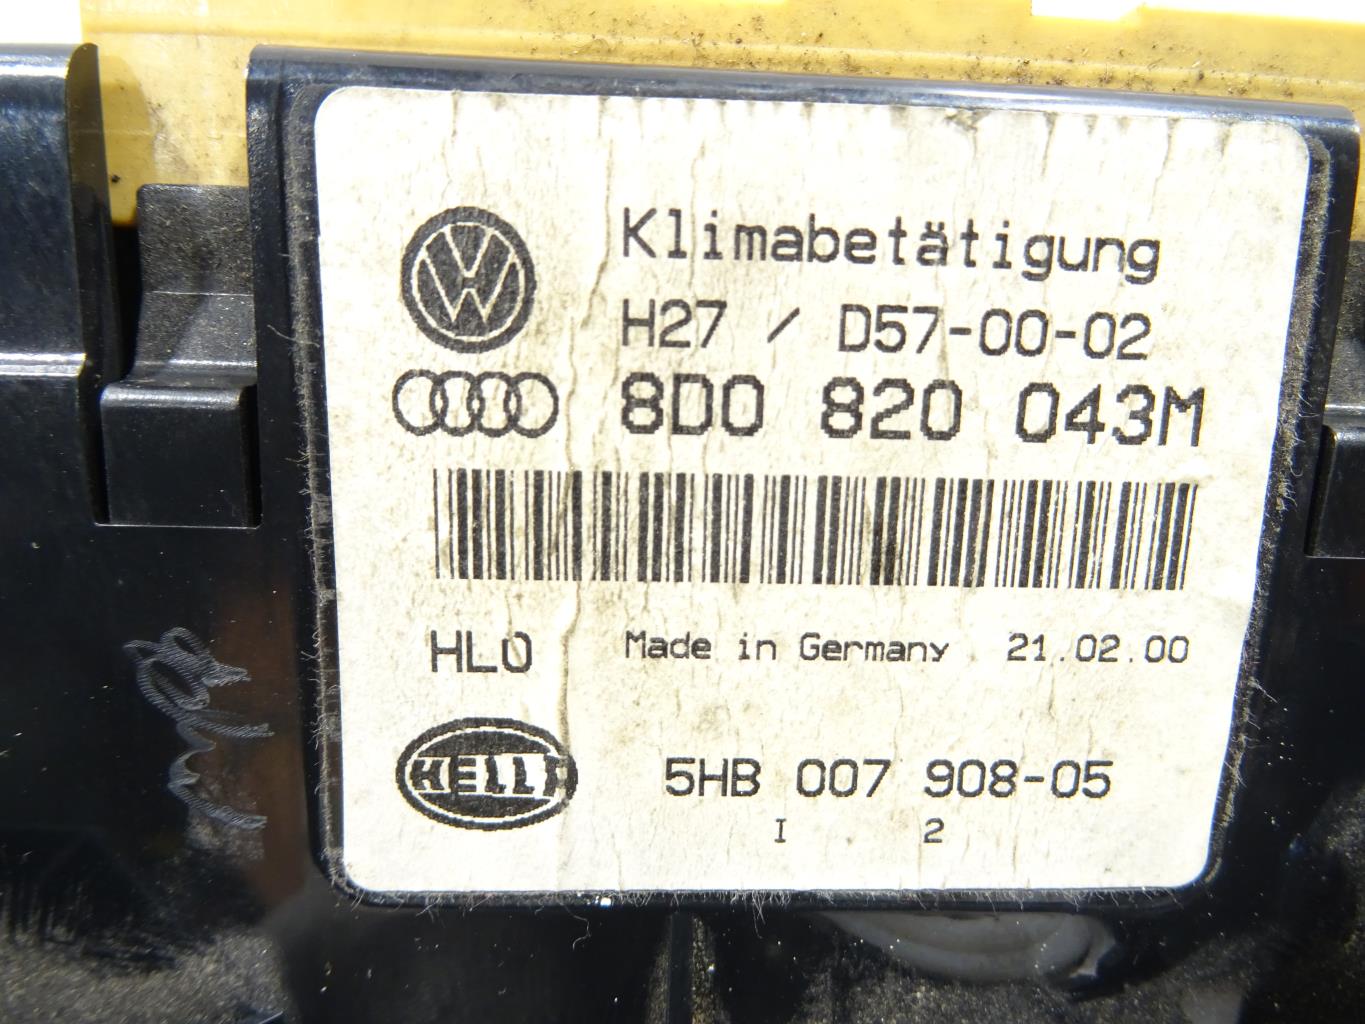 Klimabetätigung
H27 / D57-00-02
8D0 820 043M
HLO Made in Germany 21.02.00
HELLA 5HB 007 908-05
I 2